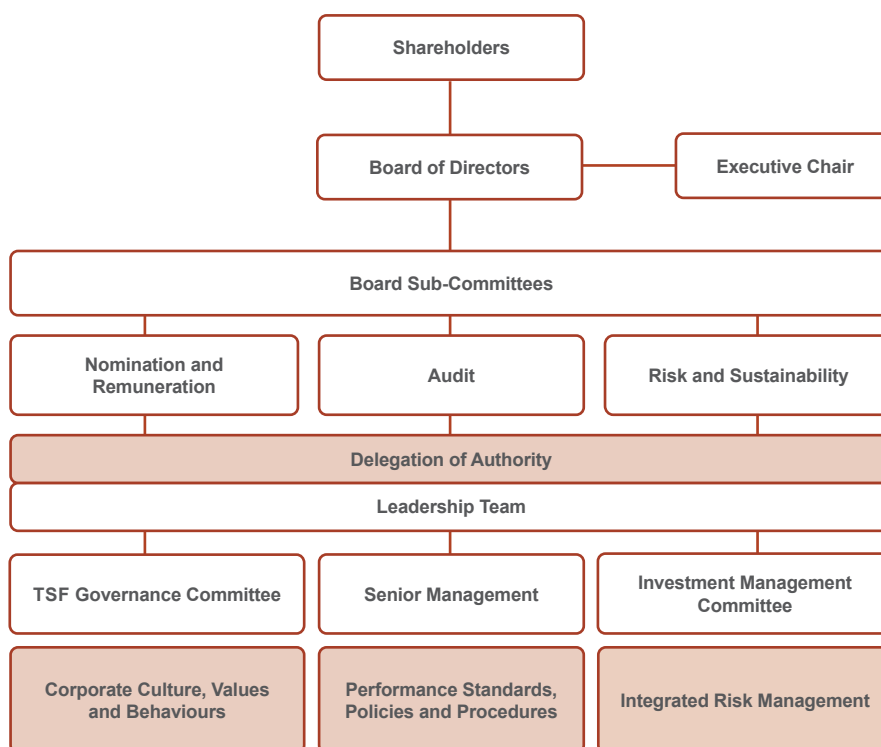 Shareholders
Board of Directors
Executive Chair
Board Sub-Committees
Nomination and
Remuneration
Audit
Risk and Sustainability
Delegation of Authority
Leadership Team
TSF Governance Committee
Senior Management
Investment Management
Committee
Corporate Culture, Values
and Behaviours
Performance Standards,
Policies and Procedures
Integrated Risk Management